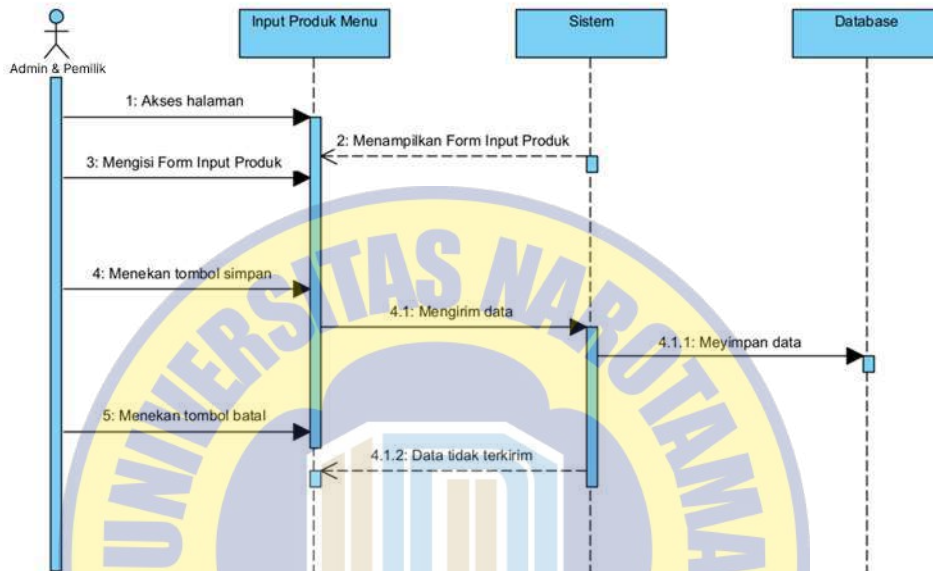 Input Produk Menu
Sistem
Database
Admin & Pemilik
1: Akses halaman
2: Menampilkan Form Input Produk
3: Mengisi Form Input Produk
4: Menekan tombol simpan
4.1: Mengirim data
4.1.1: Meyimpan data
5: Menekan tombol batal
4.1.2: Data tidak terkirim
UNIVERSITAS NAROTAMA